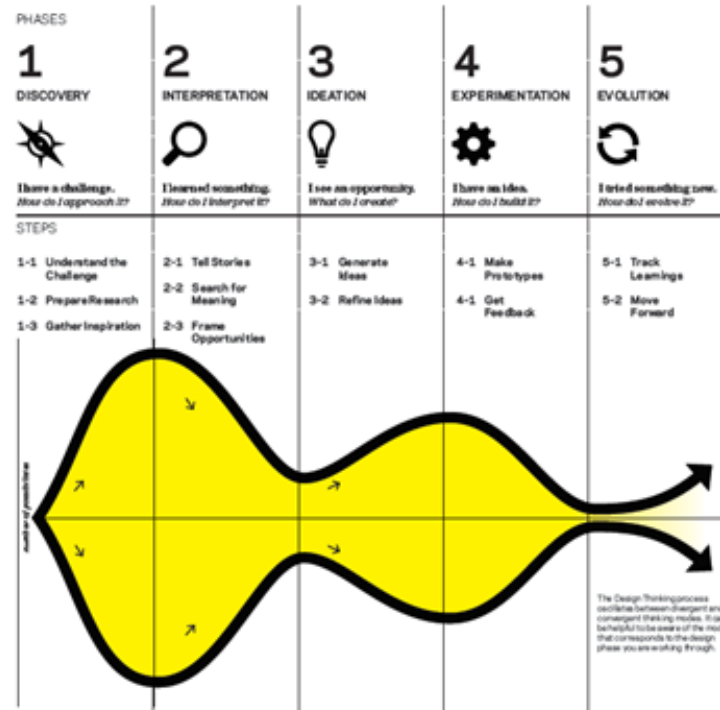 PHASES
1
DISCOVERY
I have a challenge.
How do I approach it?
2
INTERPRETATION
I learned something.
How do I interpret it?
3
IDEATION
I see an opportunity.
What do I create?
4
EXPERIMENTATION
I have an idea.
How do I build it?
5
EVOLUTION
I tried something new.
How do I evolve it?
STEPS
1-1 Understand the
Challenge
1-2 Prepare Research
1-3 Gather Inspiration
2-1 Tell Stories
2-2 Search for
Meaning
2-3 Frame
Opportunities
3-1 Generate
Ideas
3-2 Refine Ideas
4-1 Make
Prototypes
4-1 Get
Feedback
5-1 Track
Learnings
5-2 Move
Forward
number of possibilities
The Design Thinking process
oscillates between divergent and
convergent thinking modes. It can
be helpful to be aware of the mode
that corresponds to the design
phase you are working through.